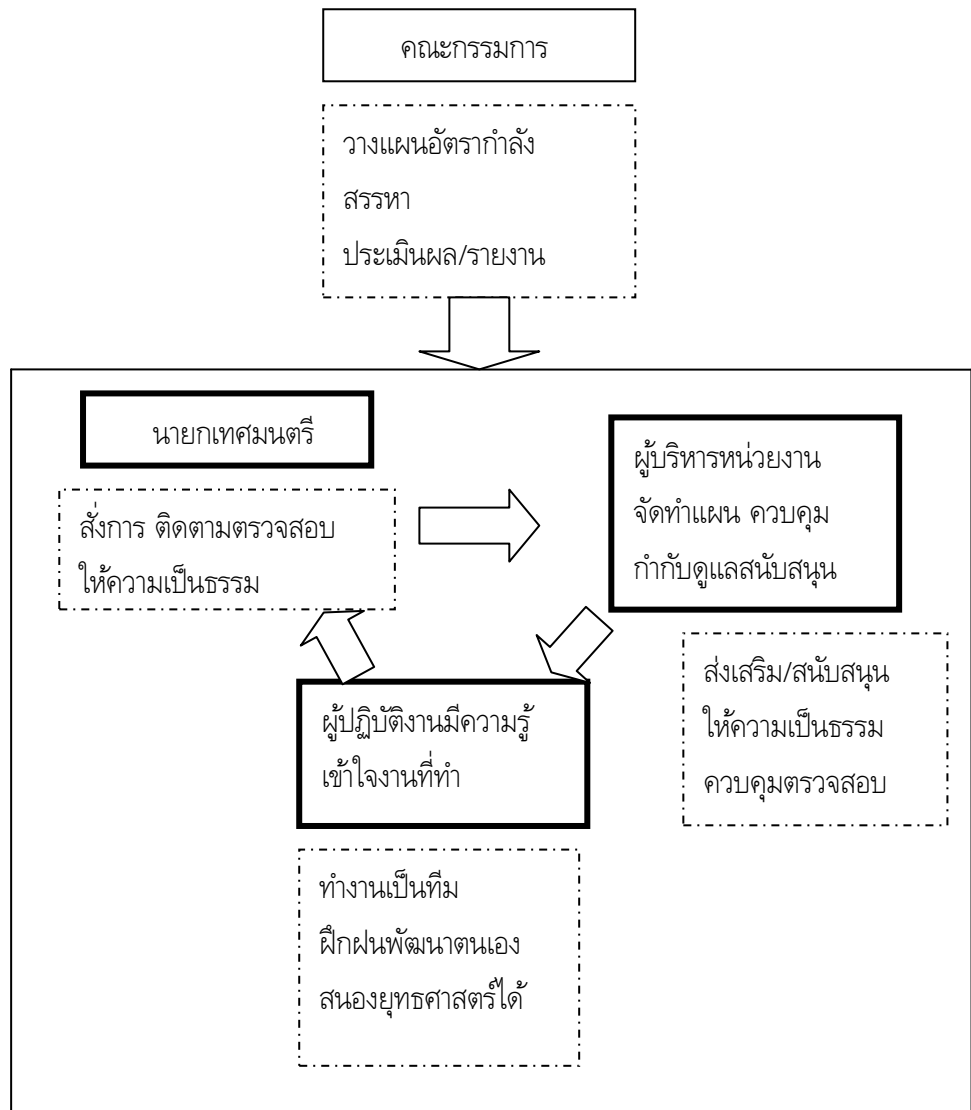 คณะกรรมการ
วางแผนอัตรากำลัง
สรรหา
ประเมินผล/รายงาน
นายกเทศมนตรี
สั่งการ ติดตามตรวจสอบ
ให้ความเป็นธรรม
ผู้บริหารหน่วยงาน
จัดทำแผน ควบคุม
กำกับดูแลสนับสนุน
ส่งเสริม/สนับสนุน
ให้ความเป็นธรรม
ควบคุมตรวจสอบ
ผู้ปฏิบัติงานมีความรู้
เข้าใจงานที่ทำ
ทำงานเป็นทีม
ฝึกฝนพัฒนาตนเอง
สนองยุทธศาสตร์ได้